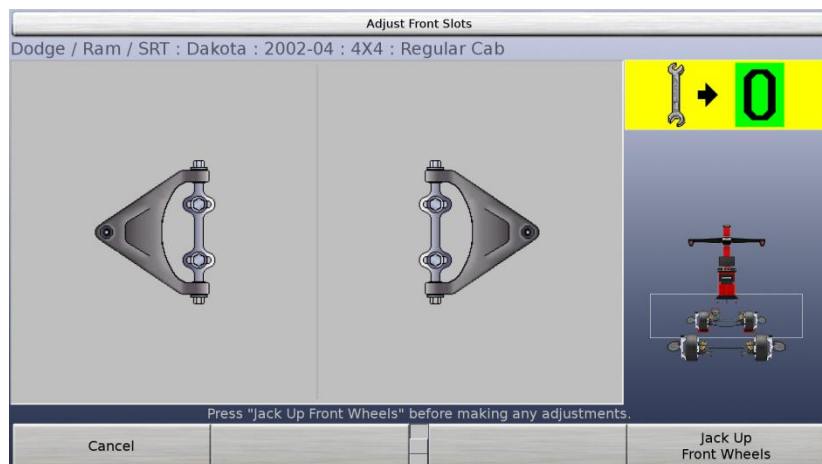 Adjust Front Slots
Dodge / Ram / SRT : Dakota : 2002-04 : 4X4 : Regular Cab
0
Press "Jack Up Front Wheels" before making any adjustments.
Cancel
Jack Up
Front Wheels